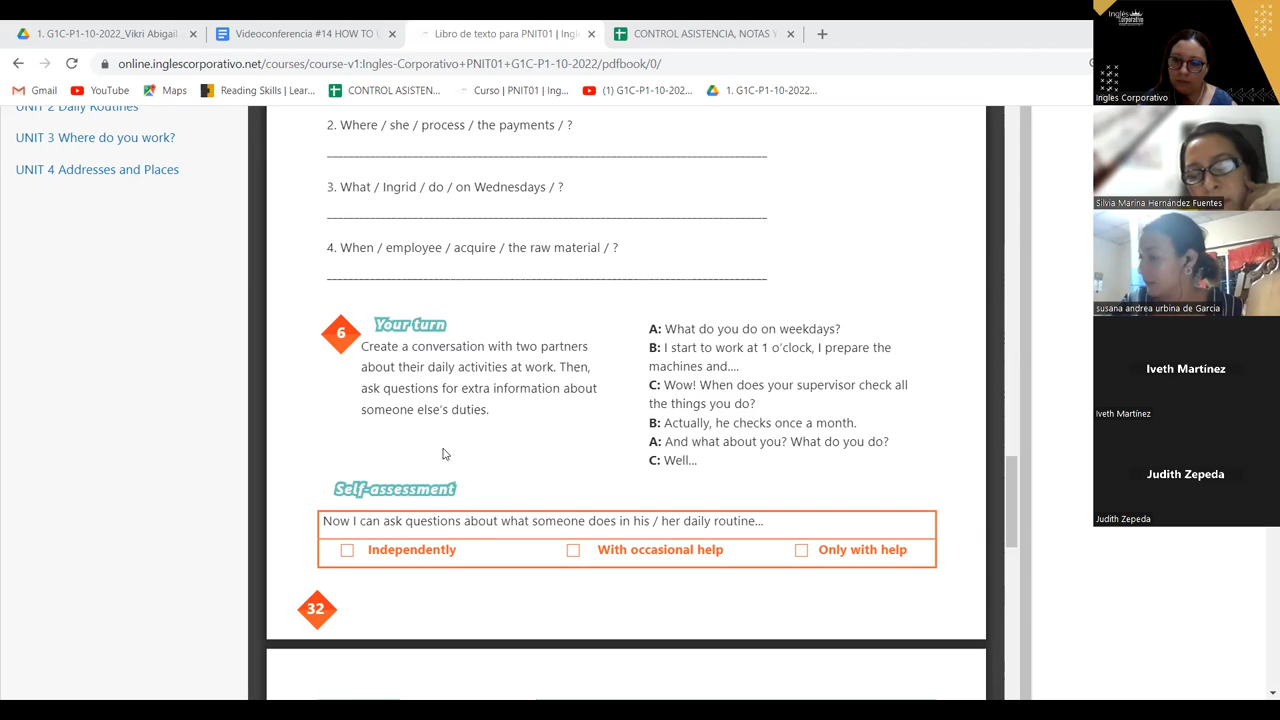 1. G1C-P1-10-2022_Vikri Abigail
Videoconferencia #14 HOW TO
Libro de texto para PNIT01 | Ingl
CONTROL ASISTENCIA, NOTAS Y
online.inglescorporativo.net/courses/course-v1:Ingles-Corporativo+PNIT01+G1C-P1-10-2022/pdfbook/0/
Gmail
YouTube
Maps
Reading Skills | Lear...
CONTROL ASISTEN...
Curso | PNIT01 | Ing...
(1) G1C-P1-10-202...
1. G1C-P1-10-2022...
UNIT 2 Daily Routines
UNIT 3 Where do you work?
UNIT 4 Addresses and Places
2. Where / she / process / the payments / ?
3. What / Ingrid / do / on Wednesdays / ?
4. When / employee / acquire / the raw material / ?
6
Your turn
Create a conversation with two partners
about their daily activities at work. Then,
ask questions for extra information about
someone else's duties.
A: What do you do on weekdays?
B: I start to work at 1 o'clock, I prepare the
machines and....
C: Wow! When does your supervisor check all
the things you do?
B: Actually, he checks once a month.
A: And what about you? What do you do?
C: Well...
Self-assessment
Now I can ask questions about what someone does in his / her daily routine...
Independently
With occasional help
Only with help
32
Inglés
Corporativo
Ingles Corporativo
Silvia Marina Hernández Fuentes
susana andrea urbina de Garcia
Iveth Martínez
Iveth Martínez
Judith Zepeda
Judith Zepeda